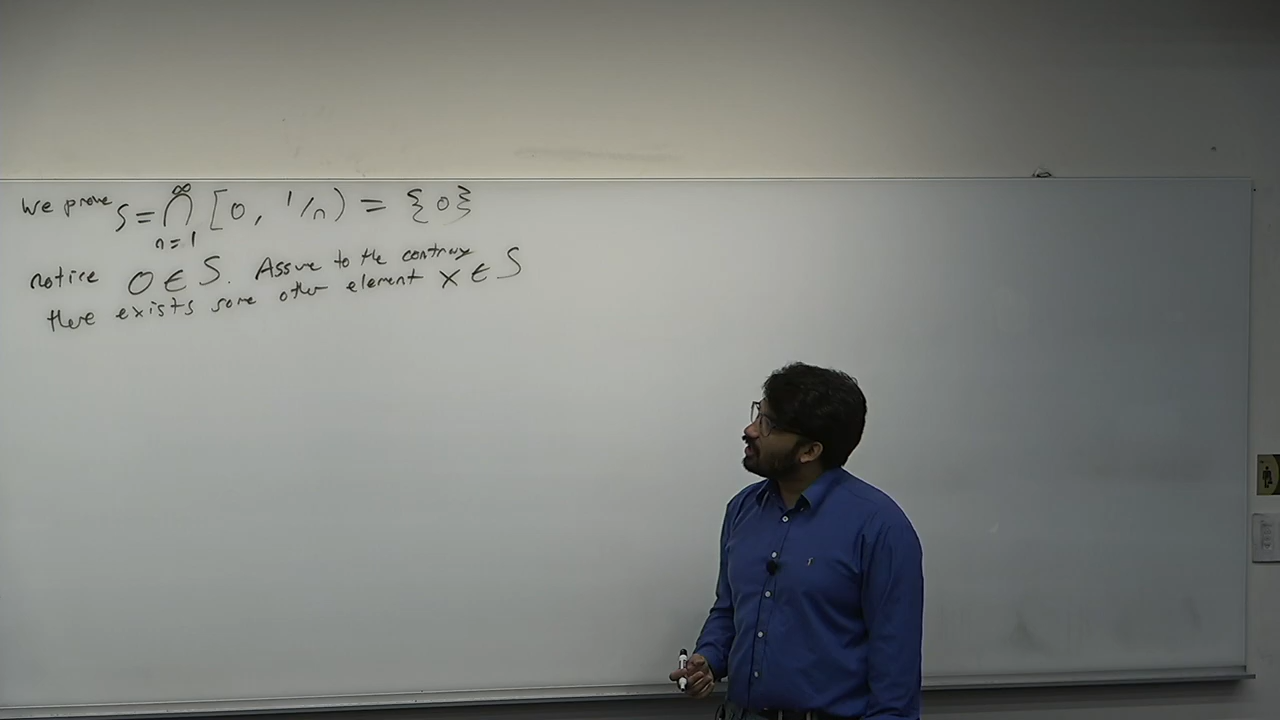 We prove S = ∩ [0, 1/n) = {0}
∞
n=1
notice 0 ∈ S. Assume to the contrary
there exists some other element x ∈ S